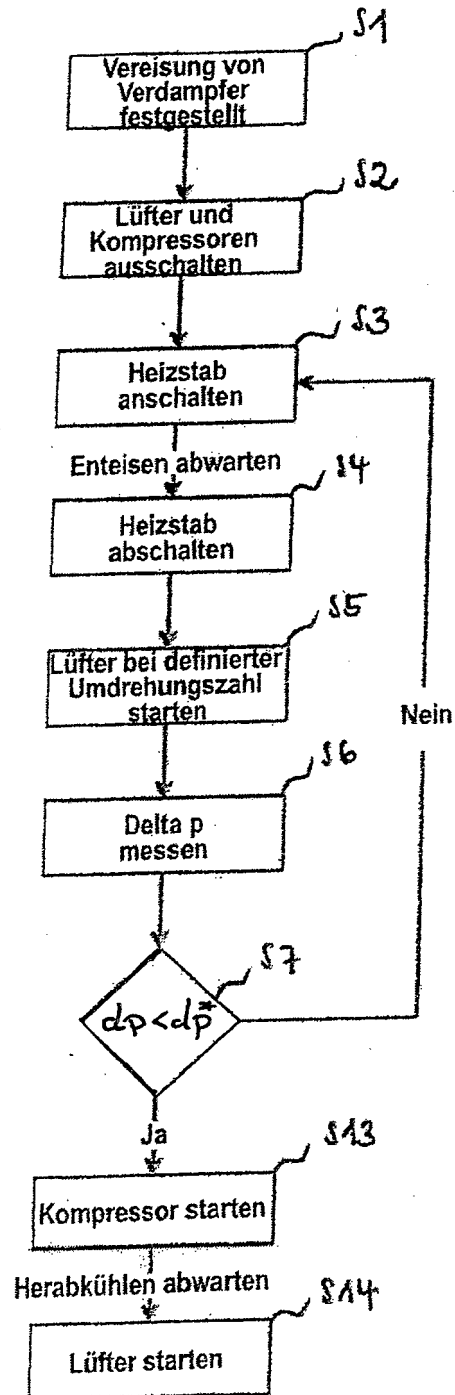 S1
Vereisung von
Verdampfer
festgestellt
S2
Lüfter und
Kompressoren
ausschalten
S3
Heizstab
anschalten
Enteisen abwarten
S4
Heizstab
abschalten
S5
Lüfter bei definierter
Umdrehungszahl
starten
Nein
S6
Delta p
messen
S7
dp<dp*
Ja
S13
Kompressor starten
Herabkühlen abwarten
S14
Lüfter starten